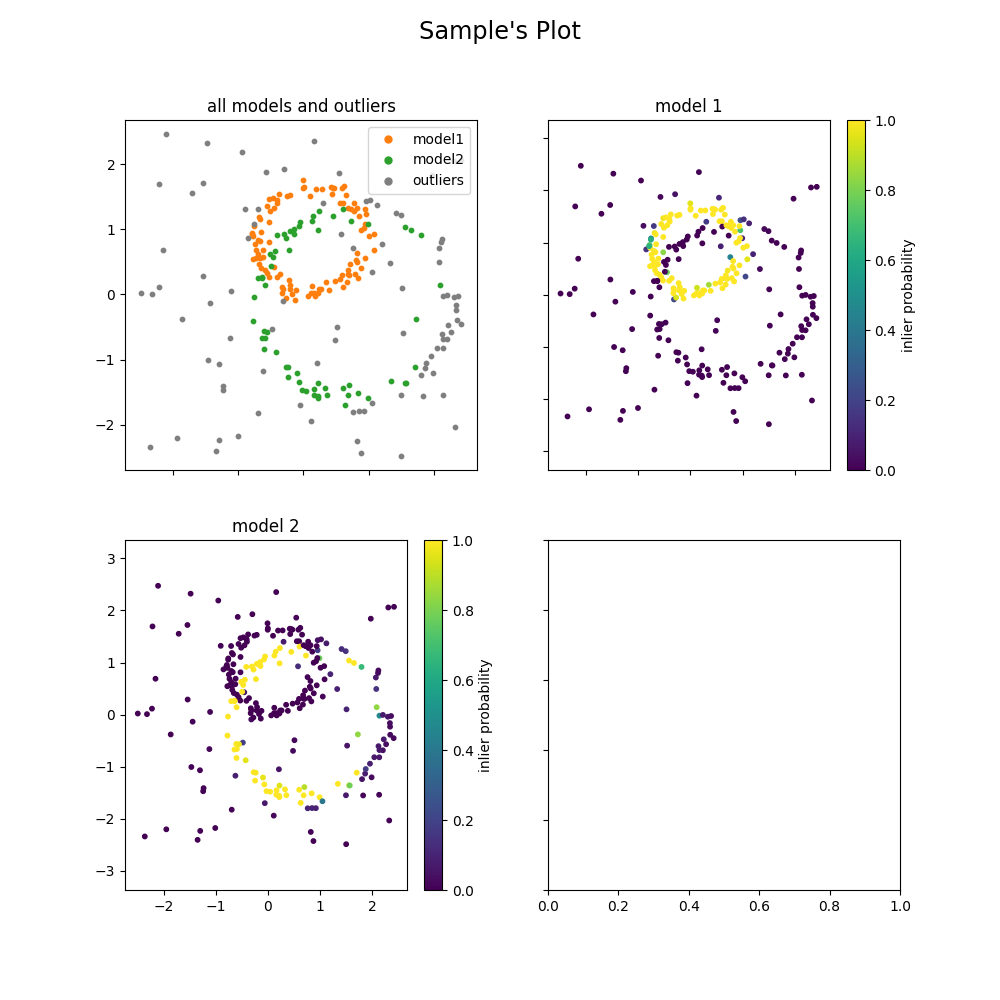 Sample's Plot
all models and outliers
model1
model2
outliers
2
1
0
−1
−2
model 1
1.0
0.8
0.6
0.4
0.2
0.0
inlier probability
model 2
3
2
1
0
−1
−2
−3
−2 −1 0 1 2
1.0
0.8
0.6
0.4
0.2
0.0
inlier probability
0.0 0.2 0.4 0.6 0.8 1.0